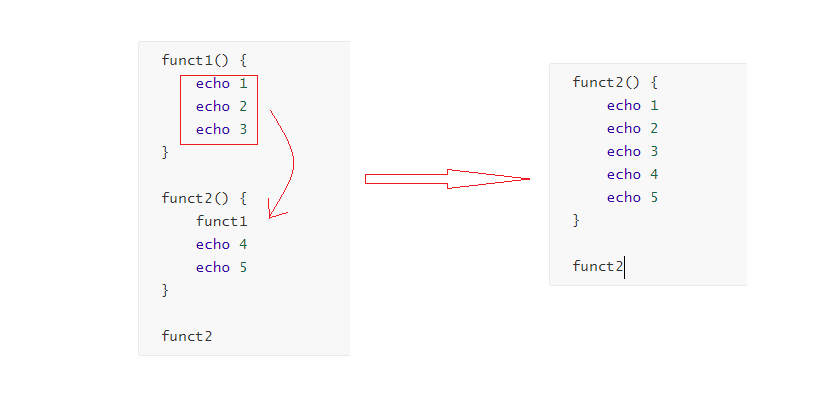 funct1() {
echo 1
echo 2
echo 3
}
funct2() {
funct1
echo 4
echo 5
}
funct2
funct2() {
echo 1
echo 2
echo 3
echo 4
echo 5
}
funct2